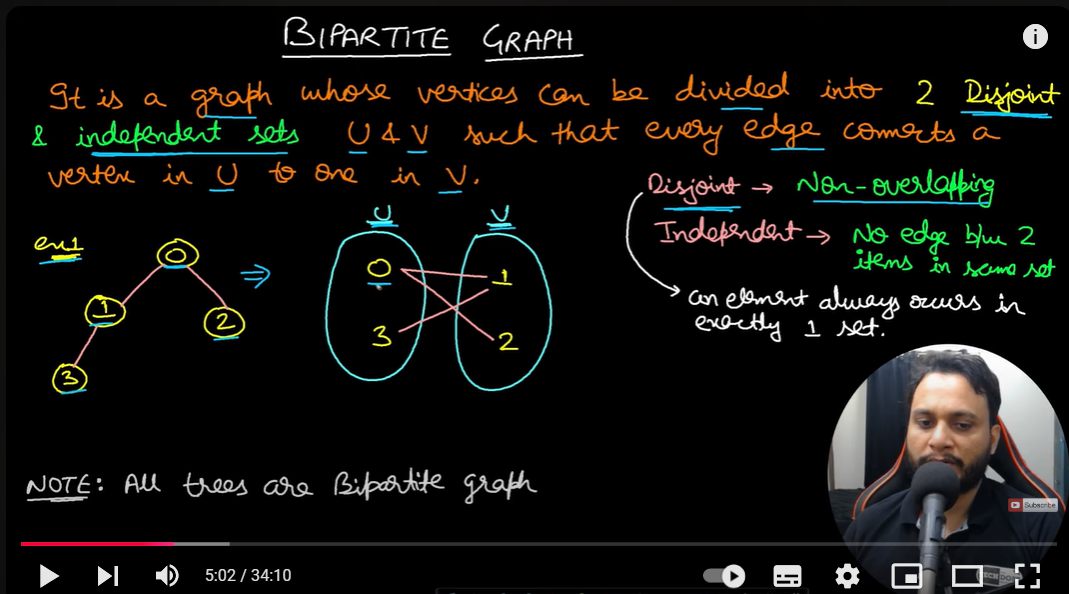 BIPARTITE GRAPH
It is a graph whose vertices can be divided into 2 Disjoint
& independent sets U & V such that every edge connects a
vertex in U to one in V.
Disjoint → Non-overlapping
Independent → No edge b/w 2
items in same set
an element always occurs in
exactly 1 set.
ex1
0
1
2
3
⇒
U V
0 1
3 2
NOTE: All trees are Bipartite graph
Subscribe
5:02 / 34:10